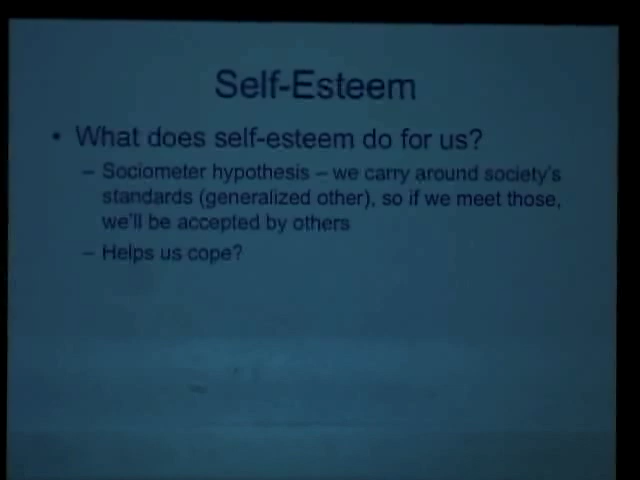 Self-Esteem
• What does self-esteem do for us?
– Sociometer hypothesis – we carry around society's
standards (generalized other), so if we meet those,
we'll be accepted by others
– Helps us cope?